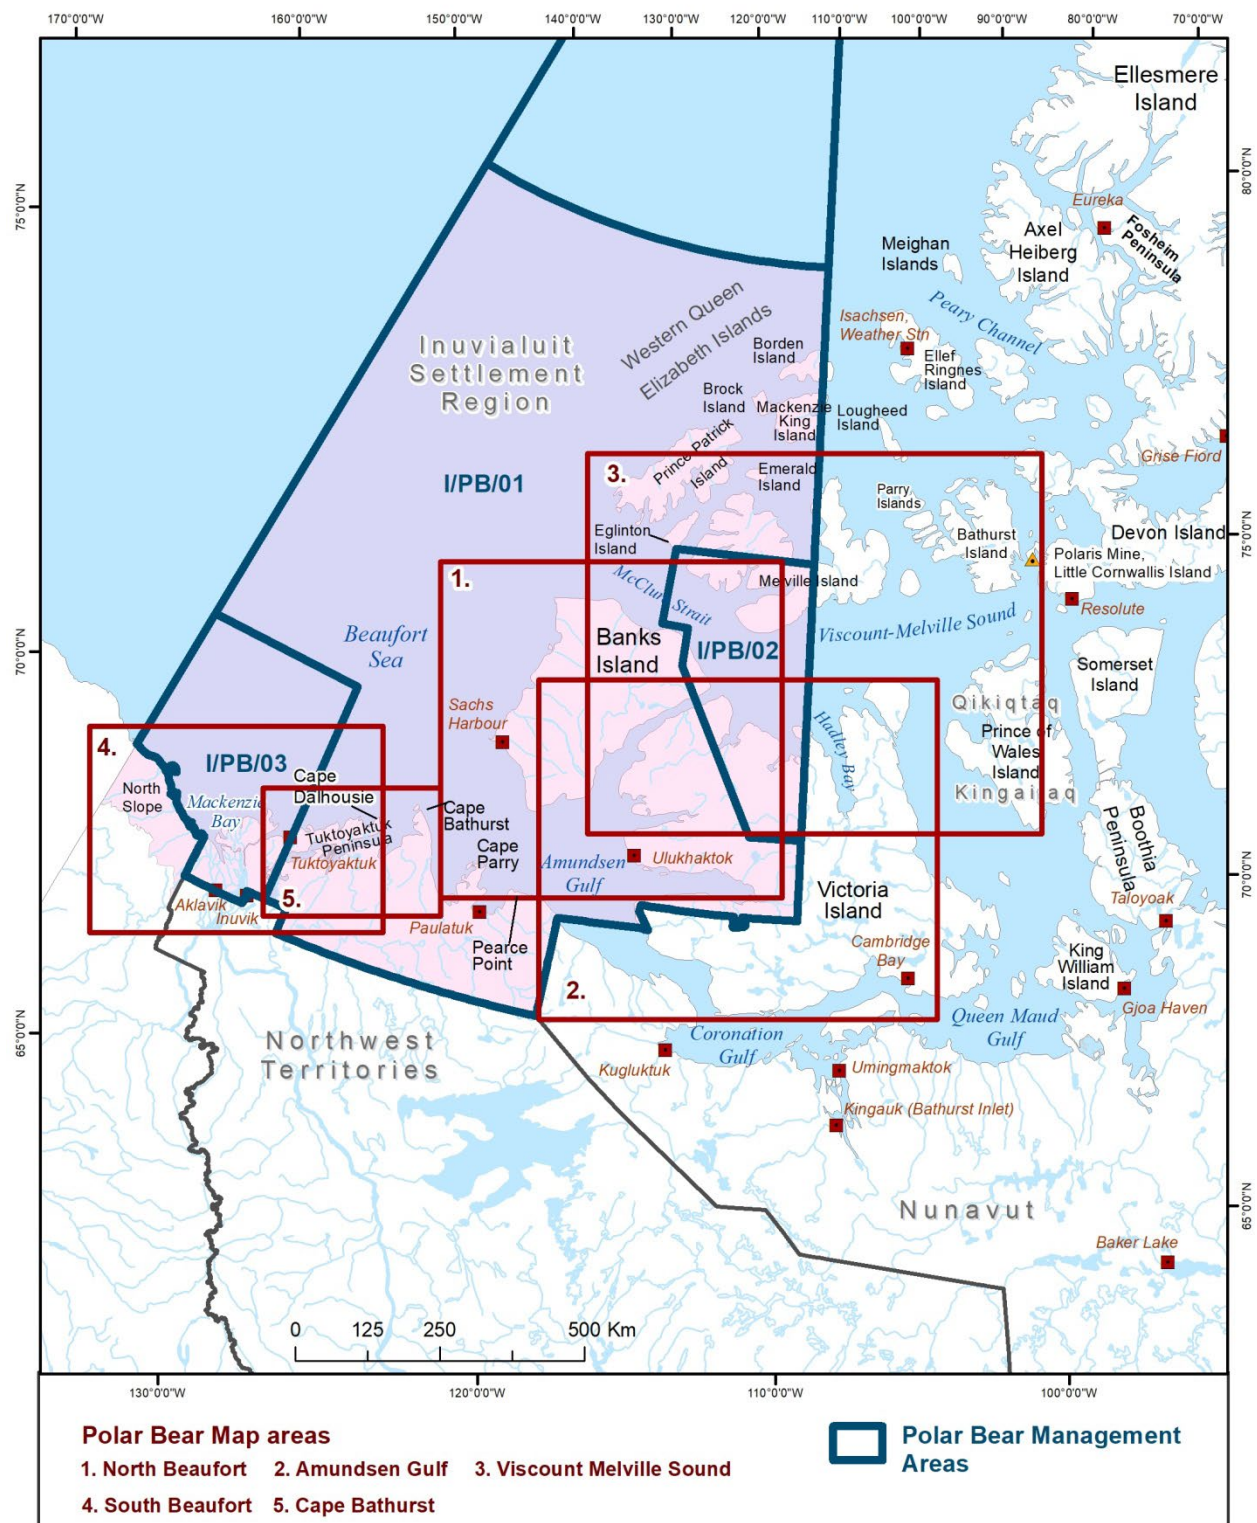 170°0'0"W
160°0'0"W
150°0'0"W
140°0'0"W
130°0'0"W
120°0'0"W
110°0'0"W
100°0'0"W
90°0'0"W
80°0'0"W
70°0'0"W
Ellesmere
Island
80°0'0"N
75°0'0"N
Eureka
Fosheim
Peninsula
Axel
Heiberg
Island
Meighan
Islands
Peary Channel
Isachsen,
Weather Stn
Ellef
Ringnes
Island
Western Queen
Elizabeth Islands
Borden
Island
Inuvialuit
Settlement
Region
Brock
Island
Mackenzie
King
Island
Lougheed
Island
Prince Patrick
Island
Grise Fiord
3.
Emerald
Island
I/PB/01
Parry
Islands
Eglinton
Island
Bathurst
Island
Devon Island
75°0'0"N
Polaris Mine,
Little Cornwallis Island
1.
McClure Strait
Melville Island
Resolute
Viscount-Melville Sound
Beaufort
Sea
Banks
Island
I/PB/02
70°0'0"N
Somerset
Island
Sachs
Harbour
Qikiqtaq
Prince of
Wales
Island
Kingailaq
Hadley Bay
4.
I/PB/03
North
Slope
Mackenzie
Bay
Cape
Dalhousie
Cape
Bathurst
Tuktoyaktuk
Peninsula
Tuktoyaktuk
Cape
Parry
Boothia
Peninsula
Amundsen
Gulf
Ulukhaktok
70°0'0"N
Aklavik
Inuvik
5.
Paulatuk
Victoria
Island
Taloyoak
Pearce
Point
Cambridge
Bay
King
William
Island
2.
Gjoa Haven
Queen Maud
Gulf
65°0'0"N
Northwest
Territories
Coronation
Gulf
Kugluktuk
Umingmaktok
Kingauk (Bathurst Inlet)
Nunavut
65°0'0"N
Baker Lake
0 125 250 500 Km
130°0'0"W
120°0'0"W
110°0'0"W
100°0'0"W
Polar Bear Map areas
1. North Beaufort 2. Amundsen Gulf 3. Viscount Melville Sound
4. South Beaufort 5. Cape Bathurst
Polar Bear Management
Areas